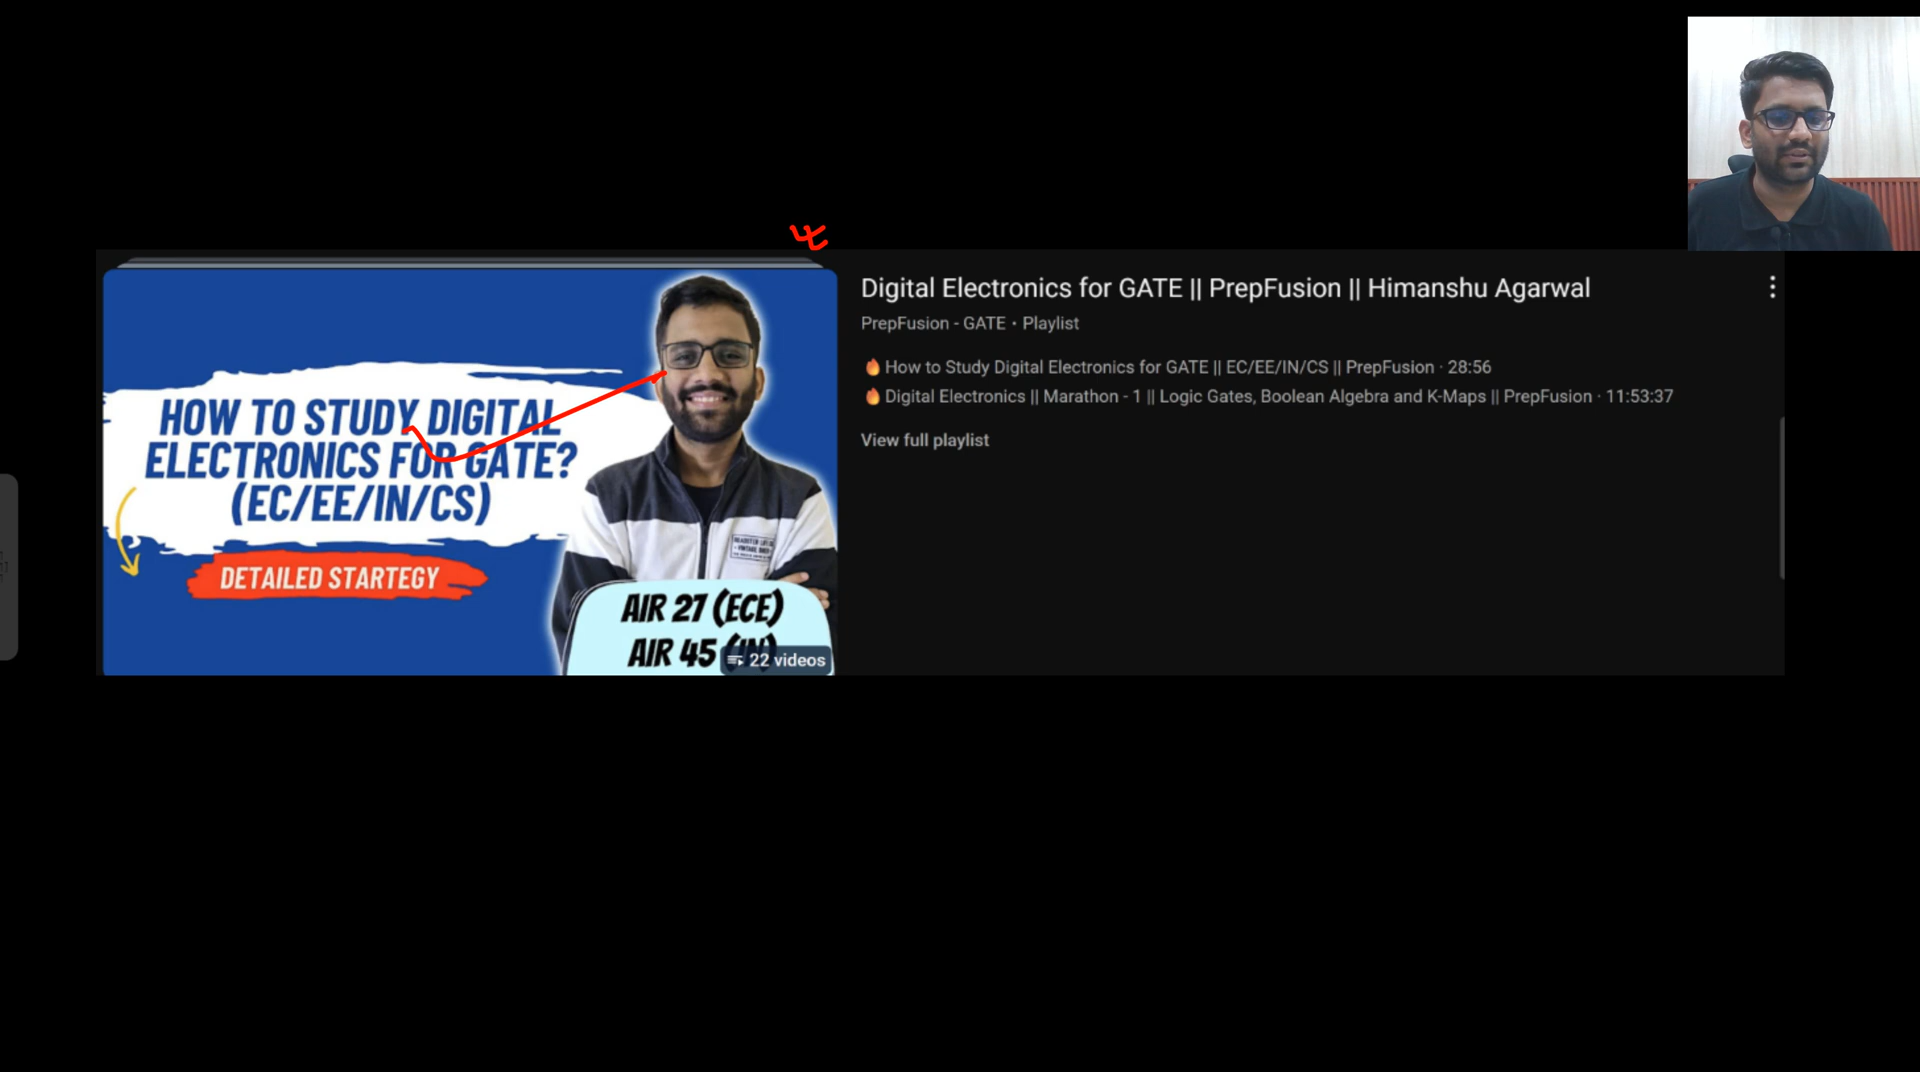 HOW TO STUDY DIGITAL
ELECTRONICS FOR GATE?
(EC/EE/IN/CS)
DETAILED STARTEGY
AIR 27 (ECE)
AIR 45 (IN)
22 videos
Digital Electronics for GATE || PrepFusion || Himanshu Agarwal
PrepFusion - GATE • Playlist
🔥 How to Study Digital Electronics for GATE || EC/EE/IN/CS || PrepFusion · 28:56
🔥 Digital Electronics || Marathon - 1 || Logic Gates, Boolean Algebra and K-Maps || PrepFusion · 11:53:37
View full playlist